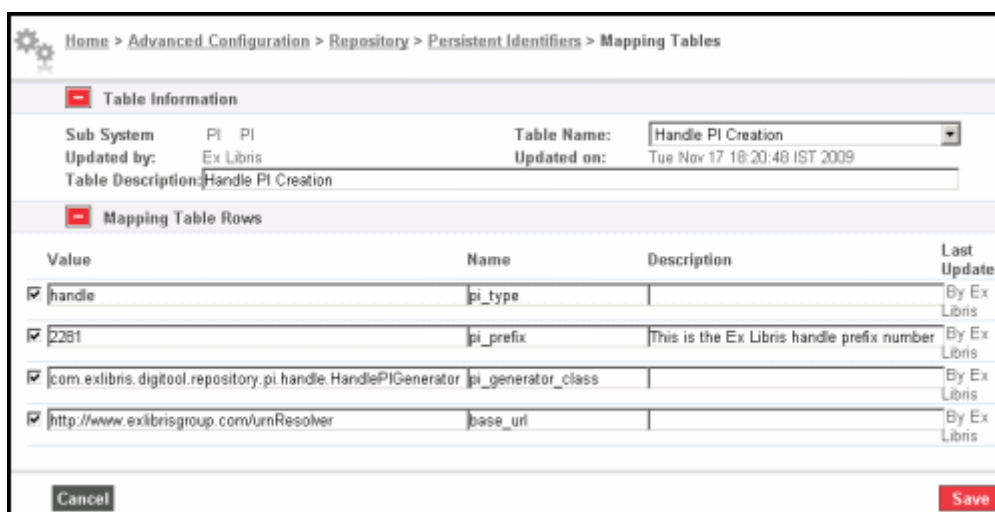 Home > Advanced Configuration > Repository > Persistent Identifiers > Mapping Tables
Table Information
Sub System PI PI Table Name: Handle PI Creation
Updated by: Ex Libris Updated on: Tue Nov 17 18:20:48 IST 2009
Table Description: Handle PI Creation
Mapping Table Rows
Value Name Description Last Update
handle pi_type By Ex Libris
2281 pi_prefix This is the Ex Libris handle prefix number By Ex Libris
com.exlibris.digitool.repository.pi.handle.HandlePIGenerator pi_generator_class By Ex Libris
http://www.exlibrisgroup.com/urnResolver base_url By Ex Libris
Cancel Save